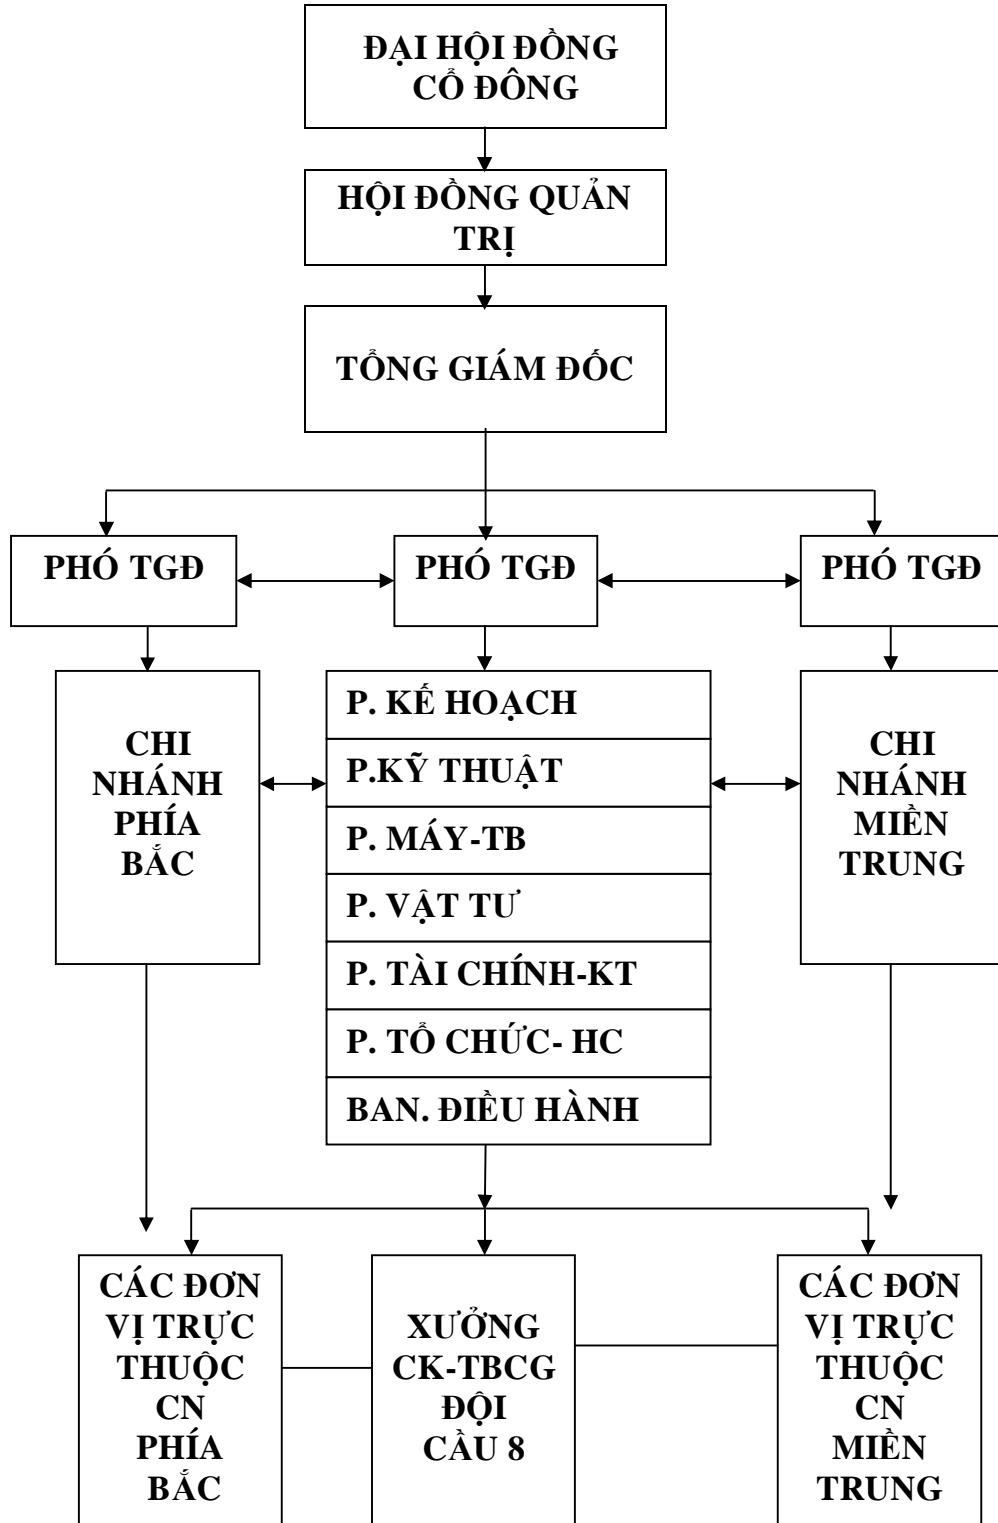 ĐẠI HỘI ĐỒNG
CỔ ĐÔNG
HỘI ĐỒNG QUẢN
TRỊ
TỔNG GIÁM ĐỐC
PHÓ TGĐ
PHÓ TGĐ
PHÓ TGĐ
CHI
NHÁNH
PHÍA
BẮC
P. KẾ HOẠCH
P.KỸ THUẬT
P. MÁY-TB
P. VẬT TƯ
P. TÀI CHÍNH-KT
P. TỔ CHỨC- HC
BAN. ĐIỀU HÀNH
CHI
NHÁNH
MIỀN
TRUNG
CÁC ĐƠN
VỊ TRỰC
THUỘC
CN
PHÍA
BẮC
XƯỞNG
CK-TBCG
ĐỘI
CẦU 8
CÁC ĐƠN
VỊ TRỰC
THUỘC
CN
MIỀN
TRUNG